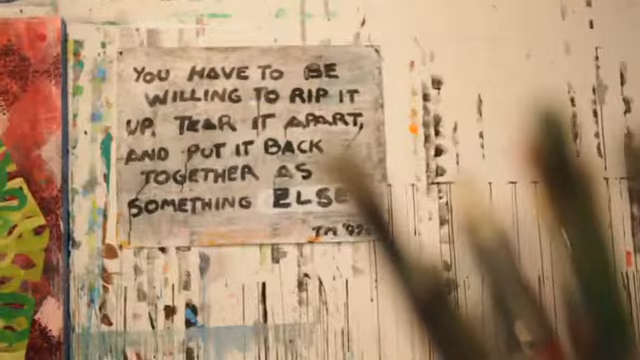 YOU HAVE TO BE
WILLING TO RIP IT
UP, TEAR IT APART,
AND PUT IT BACK
TOGETHER AS
SOMETHING ELSE